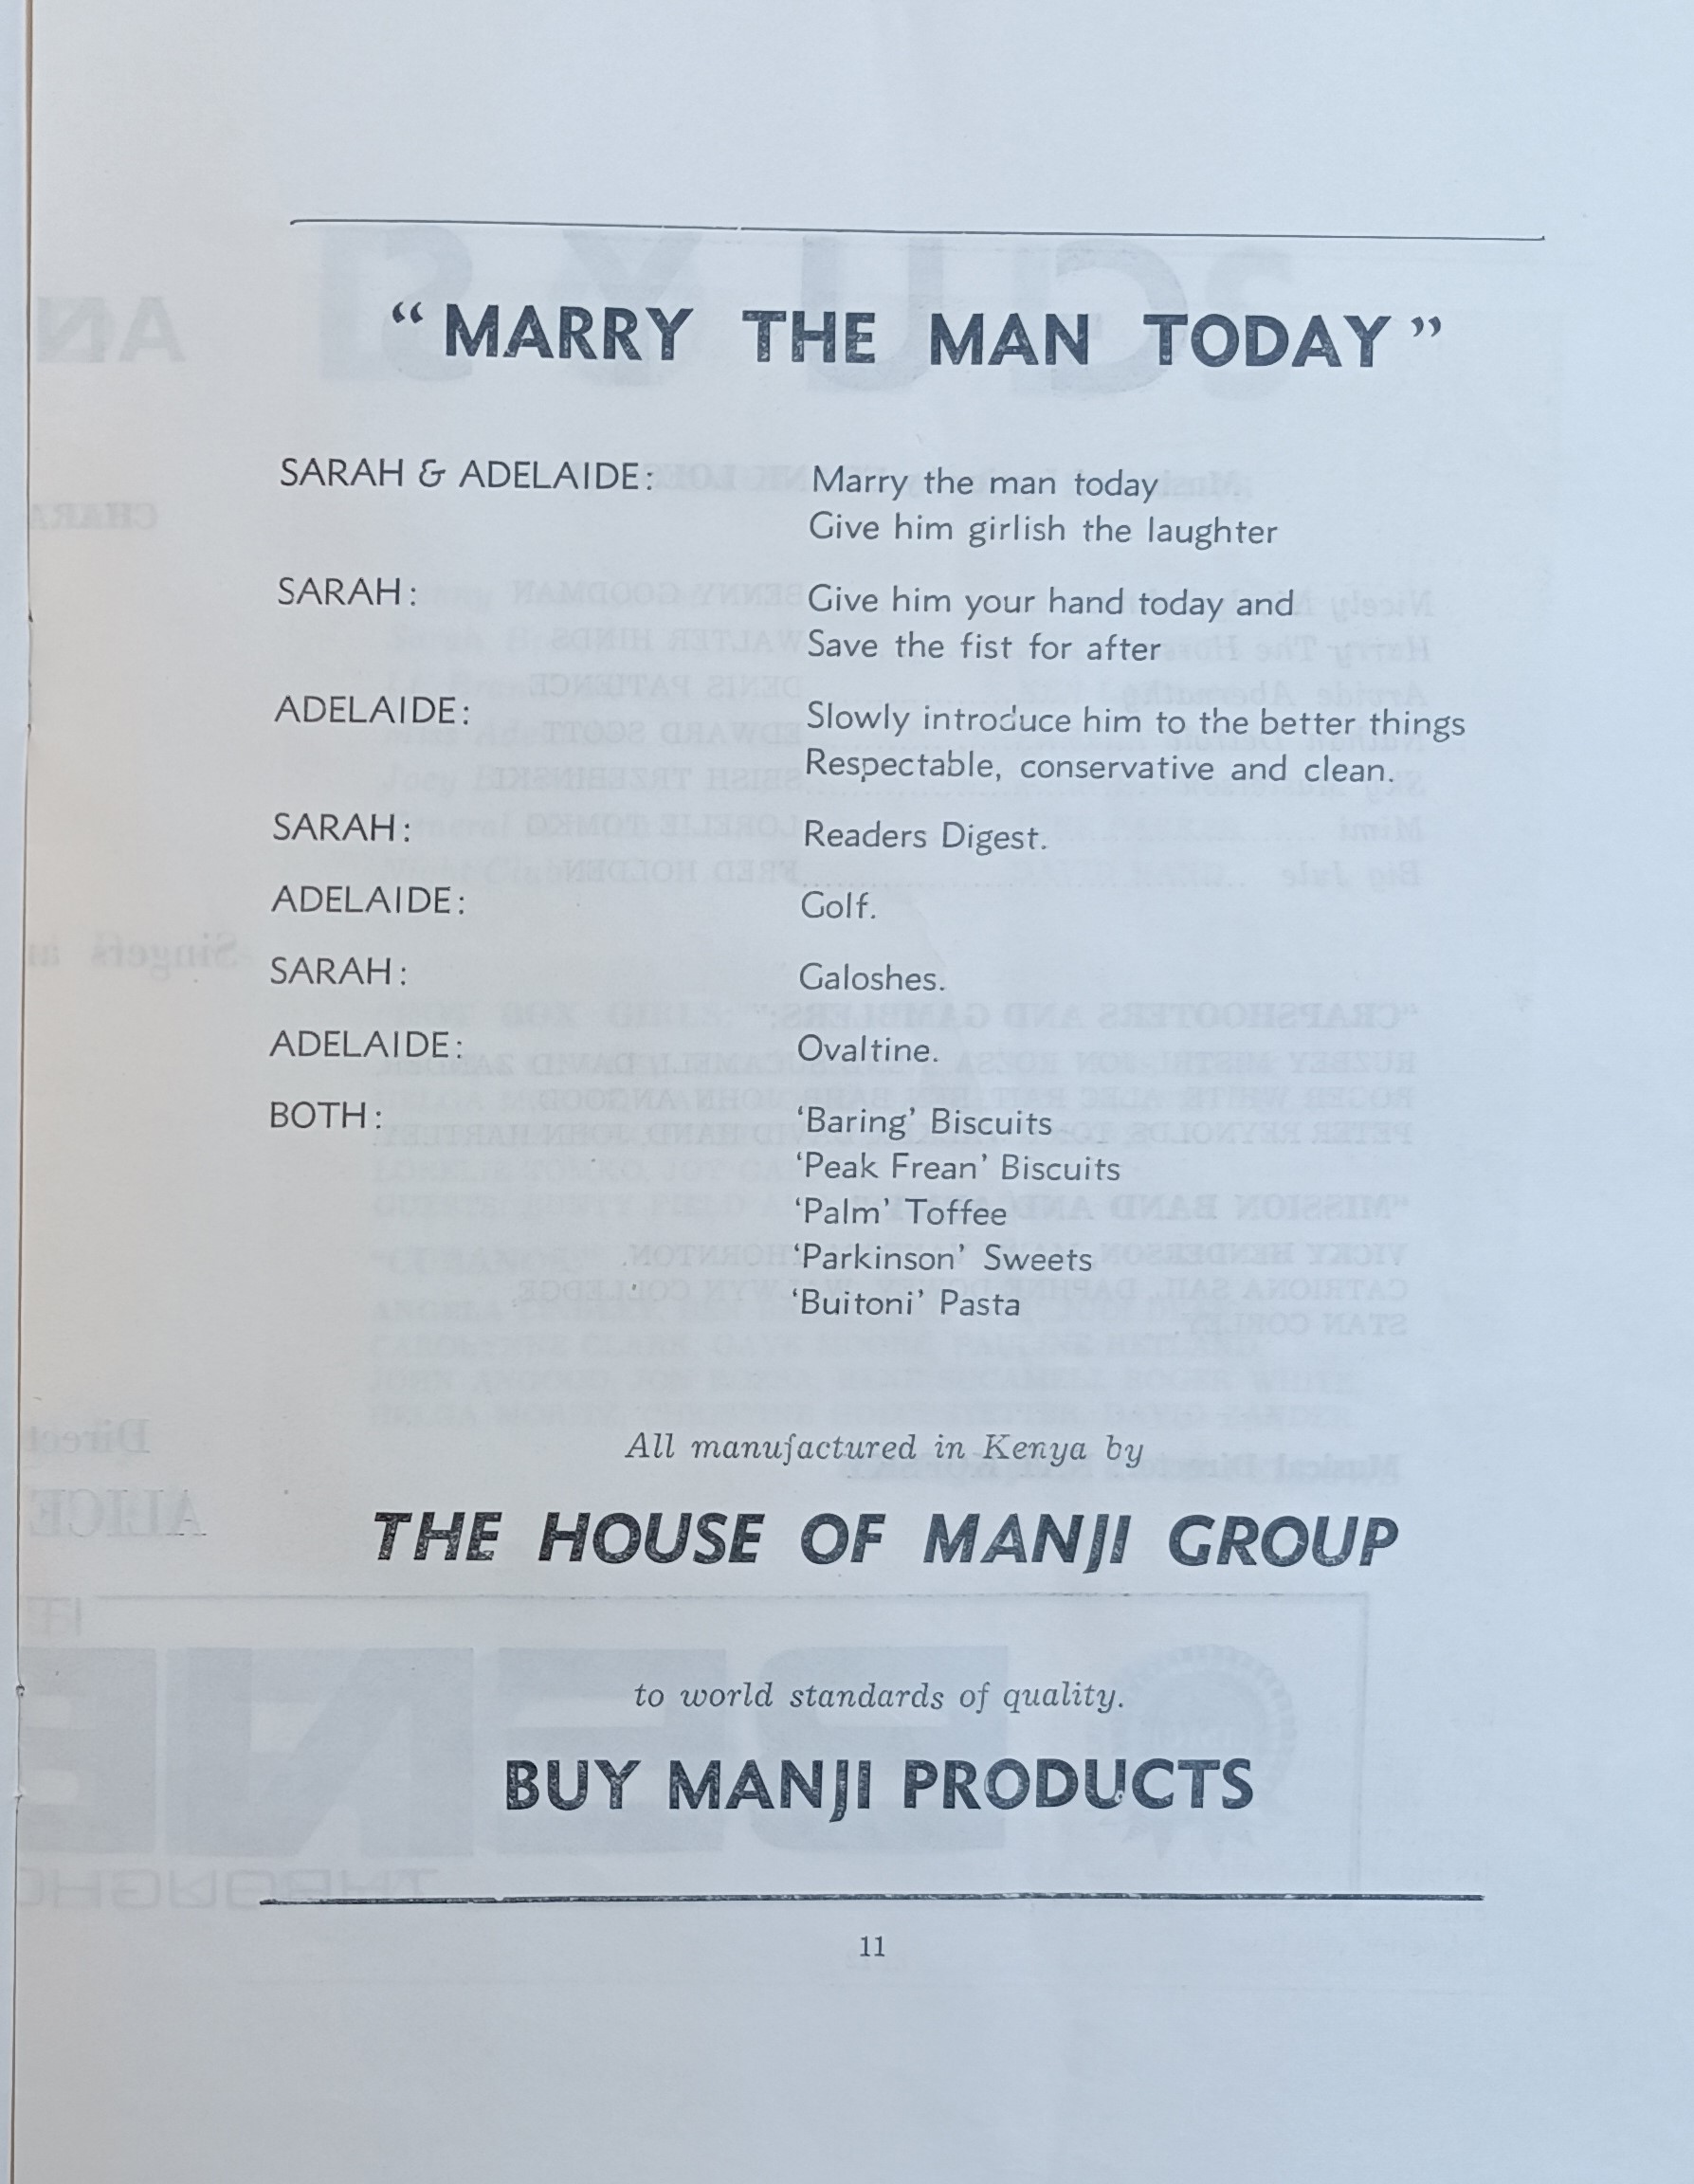 “MARRY THE MAN TODAY”
SARAH & ADELAIDE: Marry the man today
Give him girlish the laughter
SARAH: Give him your hand today and
Save the fist for after
ADELAIDE: Slowly introduce him to the better things
Respectable, conservative and clean.
SARAH: Readers Digest.
ADELAIDE: Golf.
SARAH: Galoshes.
ADELAIDE: Ovaltine.
BOTH: ‘Baring’ Biscuits
‘Peak Frean’ Biscuits
‘Palm’ Toffee
‘Parkinson’ Sweets
‘Buitoni’ Pasta
All manufactured in Kenya by
THE HOUSE OF MANJI GROUP
to world standards of quality.
BUY MANJI PRODUCTS
11